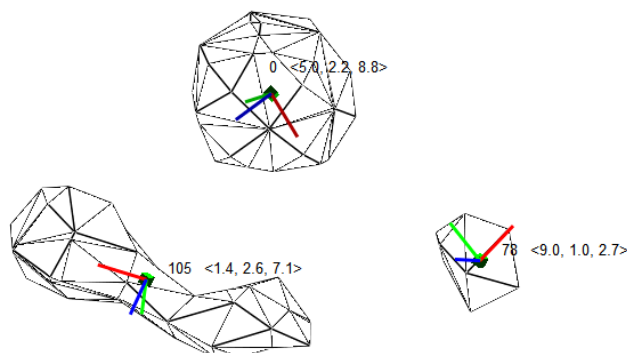 0 <5.0, 2.2, 8.8>
105 <1.4, 2.6, 7.1>
78 <9.0, 1.0, 2.7>